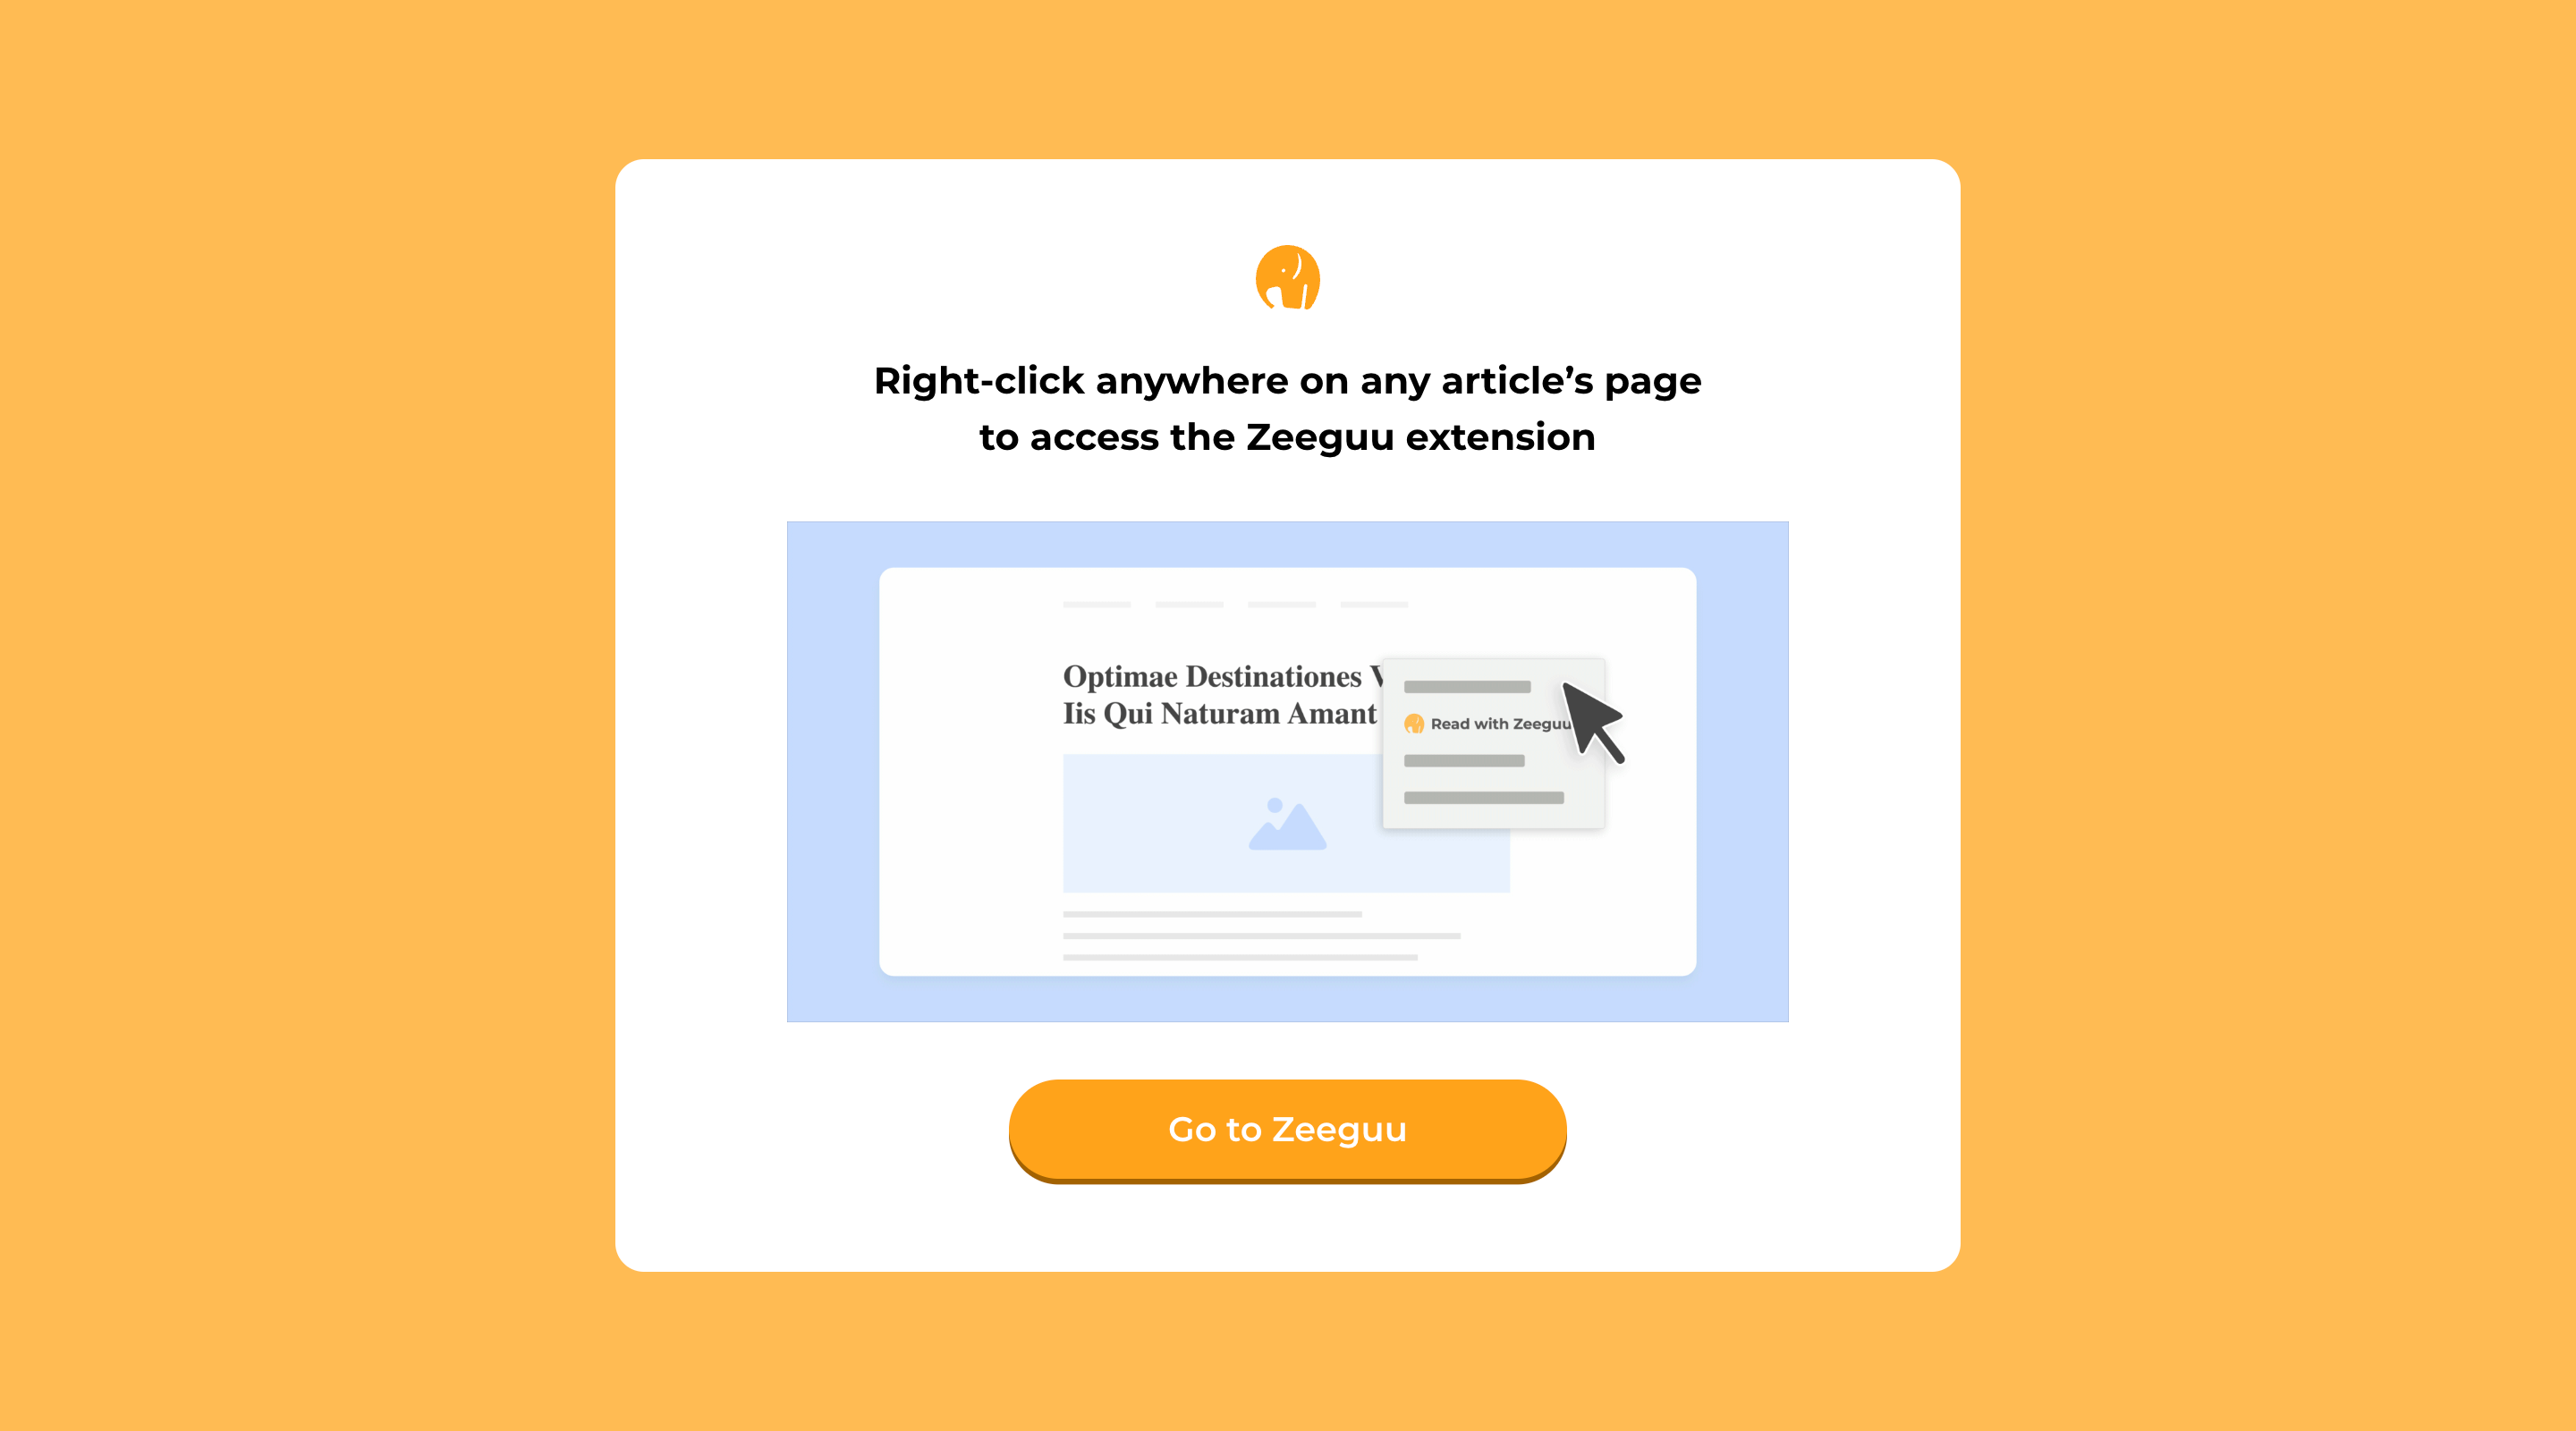 Right-click anywhere on any article’s page
to access the Zeeguu extension
Optimae Destinationes
Iis Qui Naturam Amant
Read with Zeeguu
Go to Zeeguu